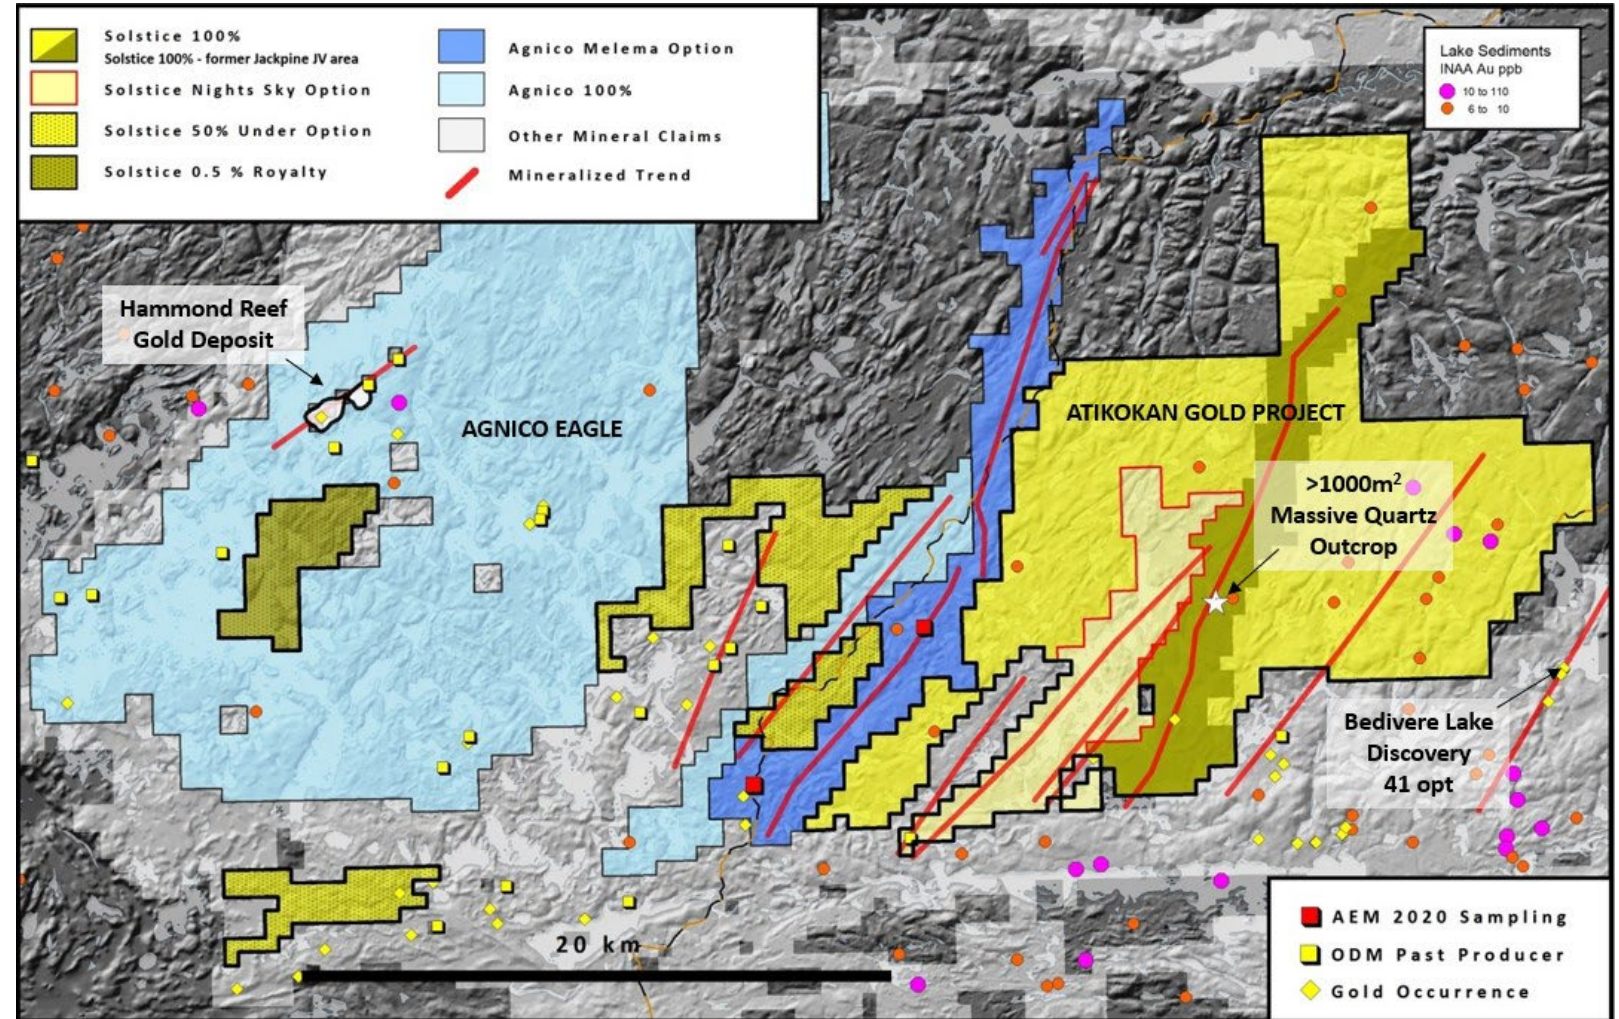 Solstice 100%
Solstice 100% - former Jackpine JV area
Solstice Nights Sky Option
Solstice 50% Under Option
Solstice 0.5 % Royalty
Agnico Melema Option
Agnico 100%
Other Mineral Claims
Mineralized Trend
Lake Sediments
INAA Au ppb
10 to 110
6 to 10
Hammond Reef
Gold Deposit
AGNICO EAGLE
ATIKOKAN GOLD PROJECT
>1000m²
Massive Quartz
Outcrop
Bedivere Lake
Discovery
41 opt
20 km
AEM 2020 Sampling
ODM Past Producer
Gold Occurrence